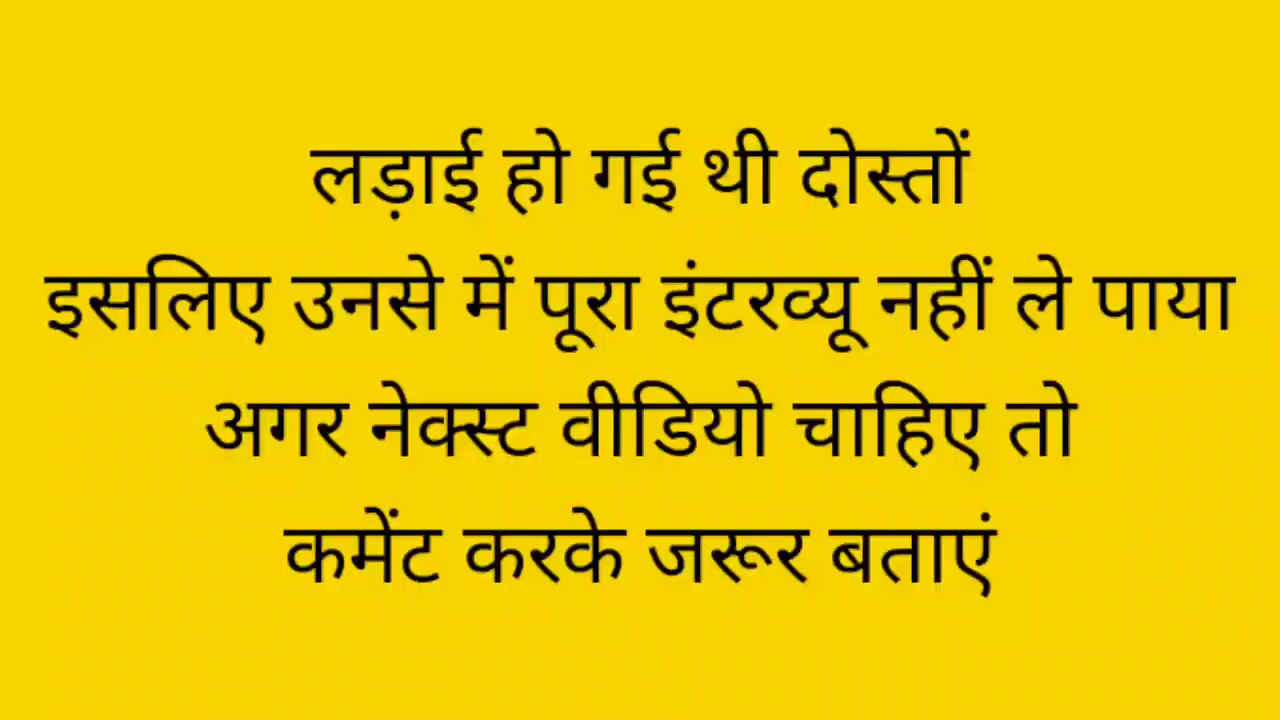 लड़ाई हो गई थी दोस्तों
इसलिए उनसे में पूरा इंटरव्यू नहीं ले पाया
अगर नेक्स्ट वीडियो चाहिए तो
कमेंट करके जरूर बताएं